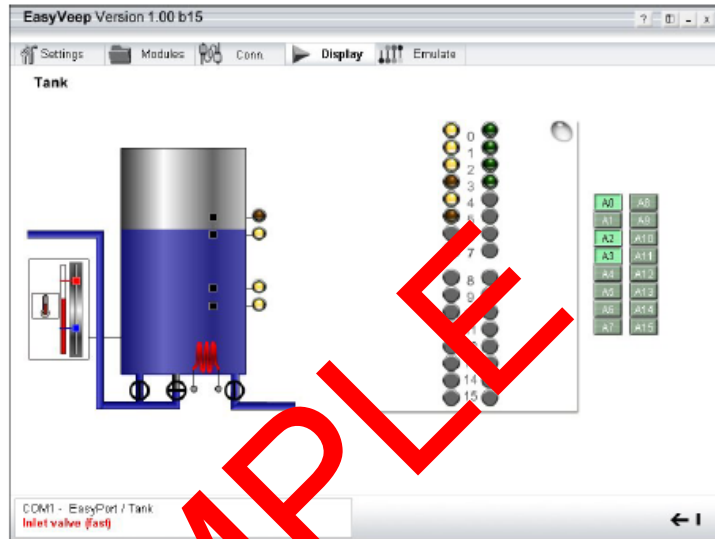 EasyVeep Version 1.00 b15
? - x
Settings Modules Conn. Display Emulate
Tank
0
1
2
3
4
7
8
9
14
15
A0 A8
A1 A9
A2 A10
A3 A11
A4 A12
A5 A13
A6 A14
A7 A15
SAMPLE
COM1 - EasyPort / Tank
Inlet valve (fast)